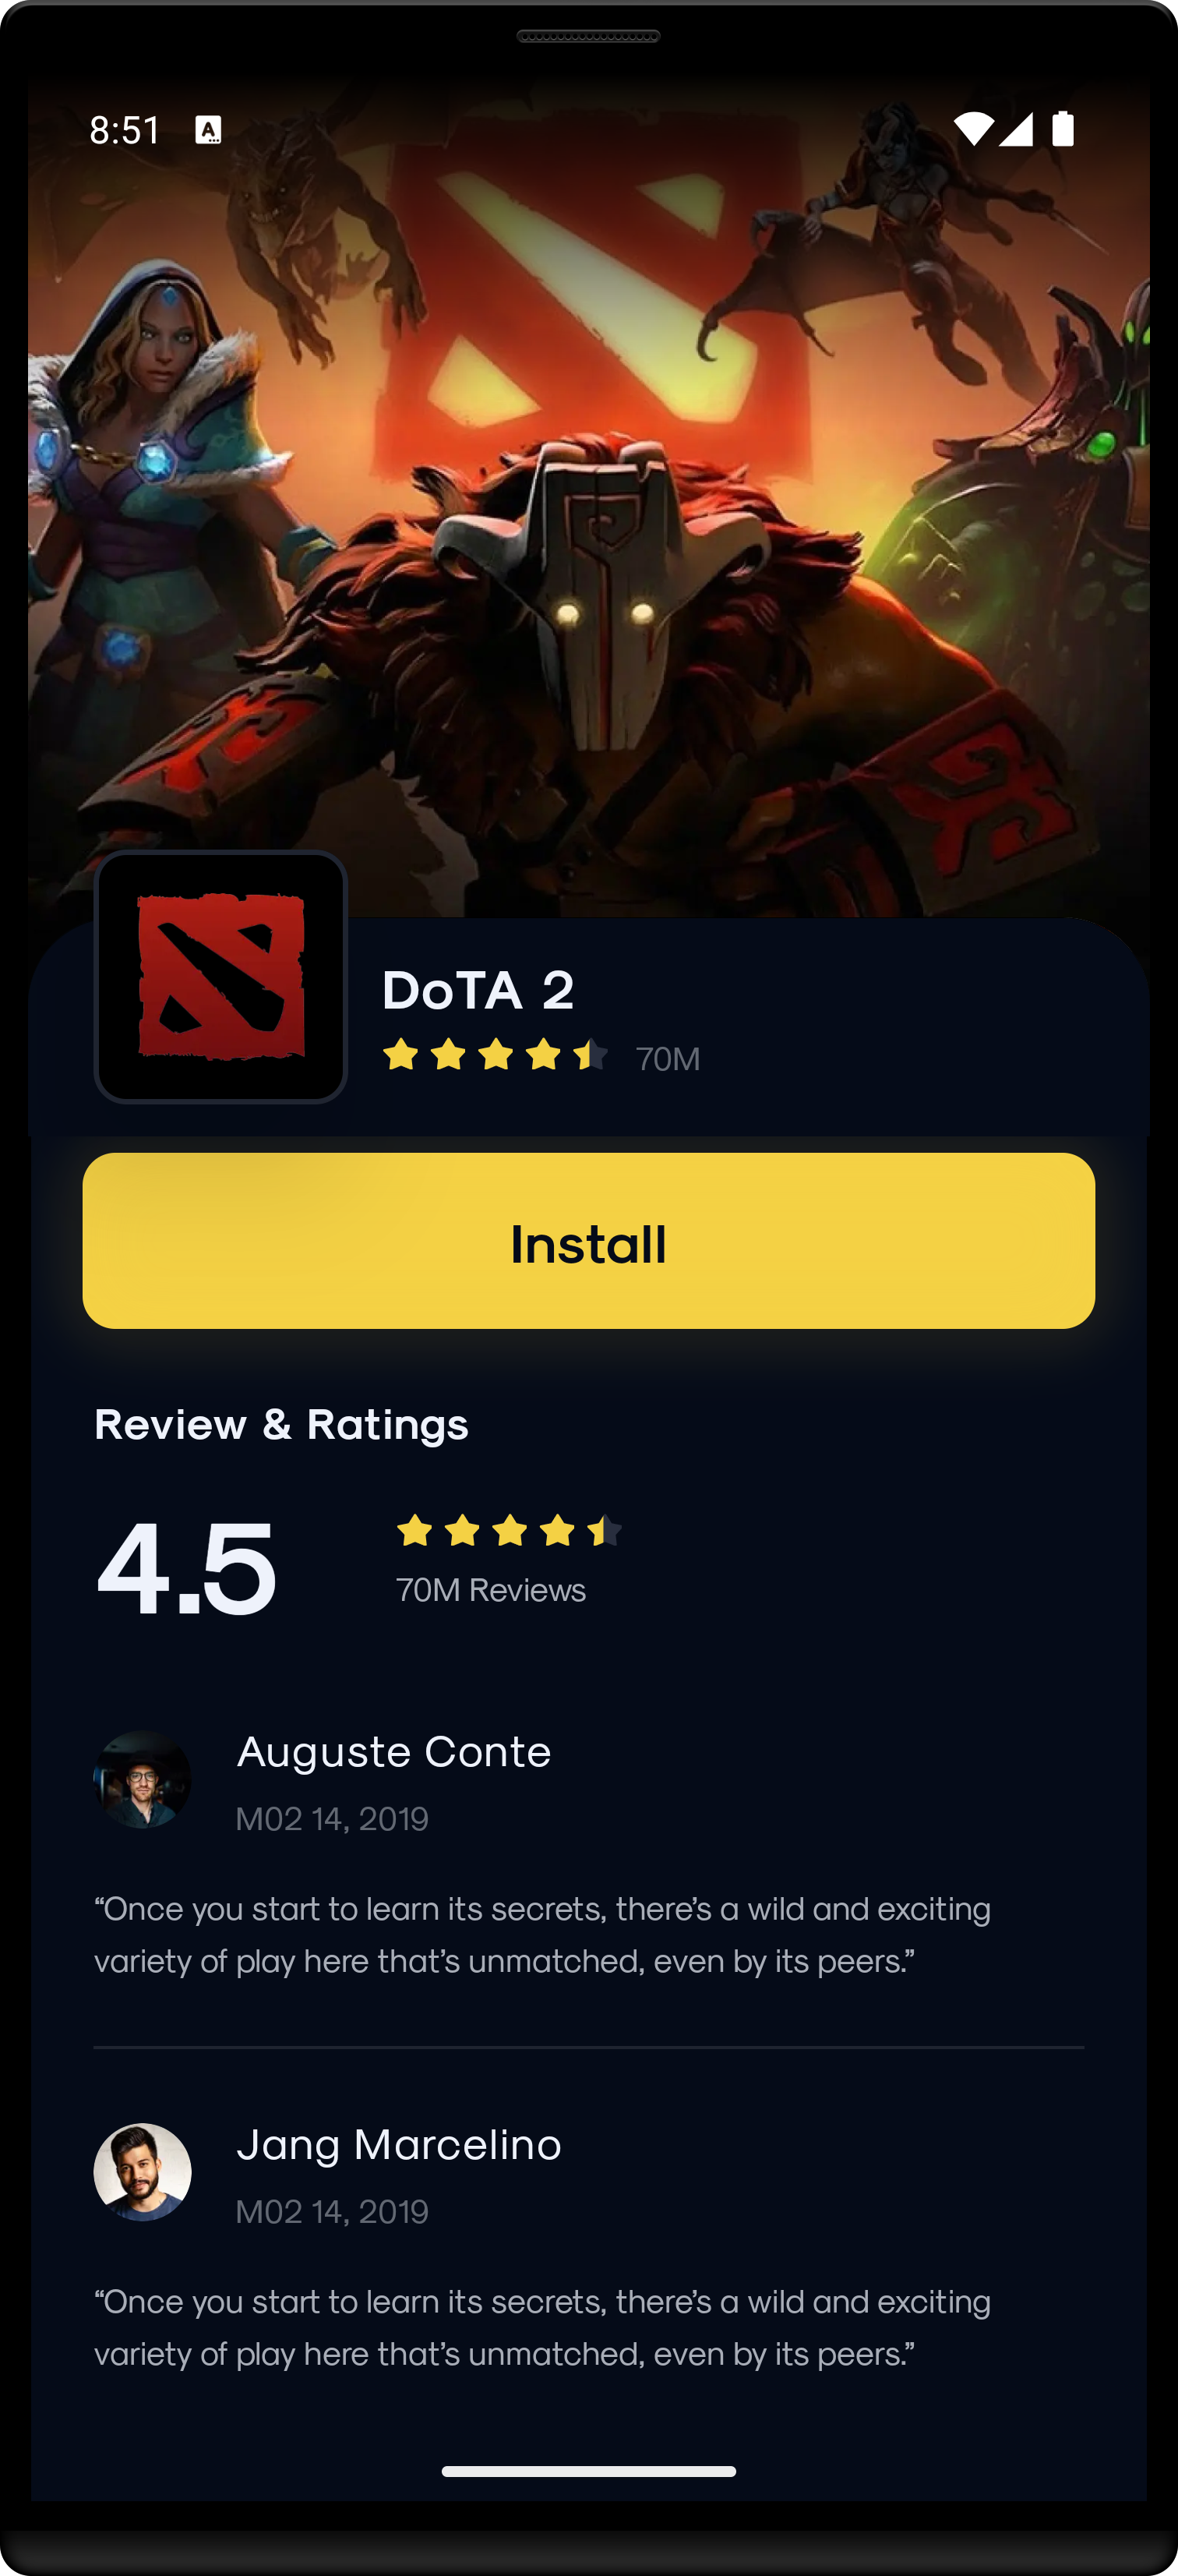 8:51 A
DoTA 2
70M
Install
Review & Ratings
4.5
70M Reviews
Auguste Conte
M02 14, 2019
“Once you start to learn its secrets, there’s a wild and exciting
variety of play here that’s unmatched, even by its peers.”
Jang Marcelino
M02 14, 2019
“Once you start to learn its secrets, there’s a wild and exciting
variety of play here that’s unmatched, even by its peers.”